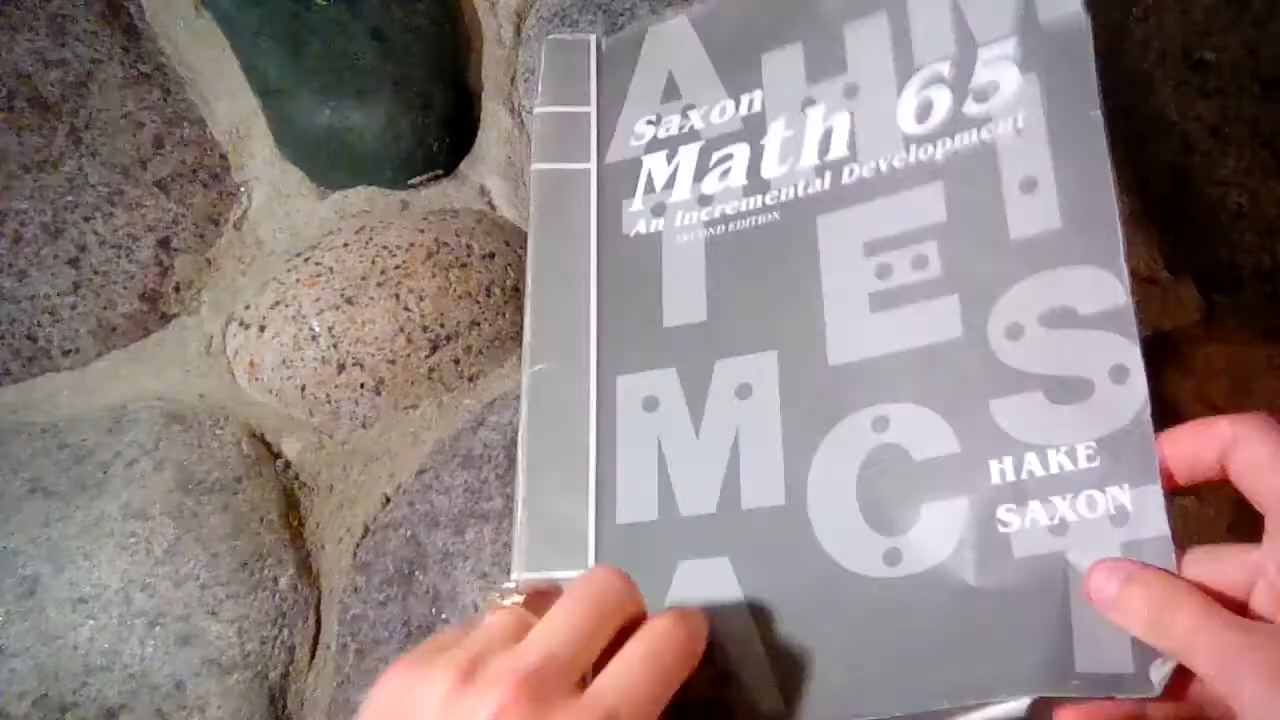 Saxon
Math 65
An Incremental Development
SECOND EDITION
HAKE
SAXON
A H M
T E I
M C S
A T